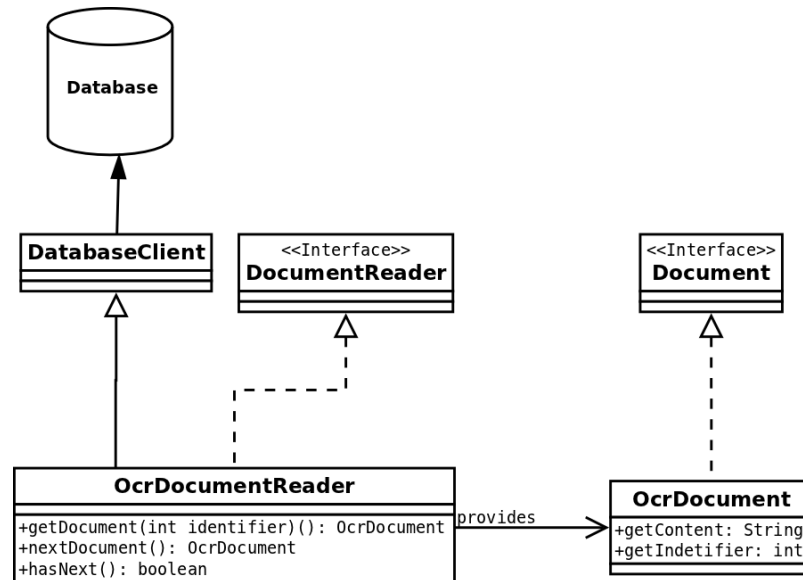 Database
DatabaseClient
<<Interface>>
DocumentReader
<<Interface>>
Document
OcrDocumentReader
+getDocument(int identifier)(): OcrDocument
+nextDocument(): OcrDocument
+hasNext(): boolean
provides
OcrDocument
+getContent: String
+getIndetifier: int